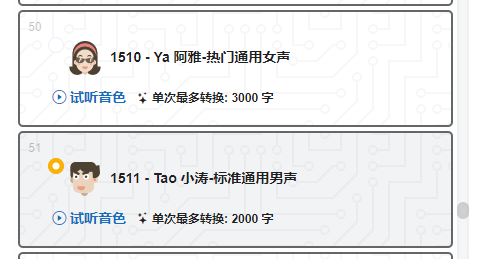 50
1510 - Ya 阿雅-热门通用女声
试听音色 单次最多转换: 3000 字
51
1511 - Tao 小涛-标准通用男声
试听音色 单次最多转换: 2000 字